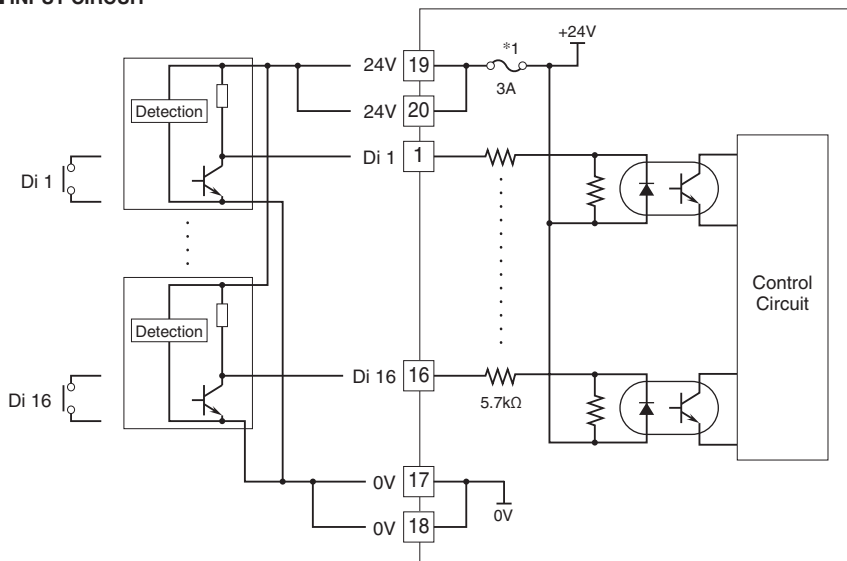 INPUT CIRCUIT
+24V
*1
24V 19
3A
24V 20
Detection
Di 1 1
Di 1
Control
Circuit
Detection
Di 16 16
5.7kΩ
Di 16
0V 17
0V
0V 18